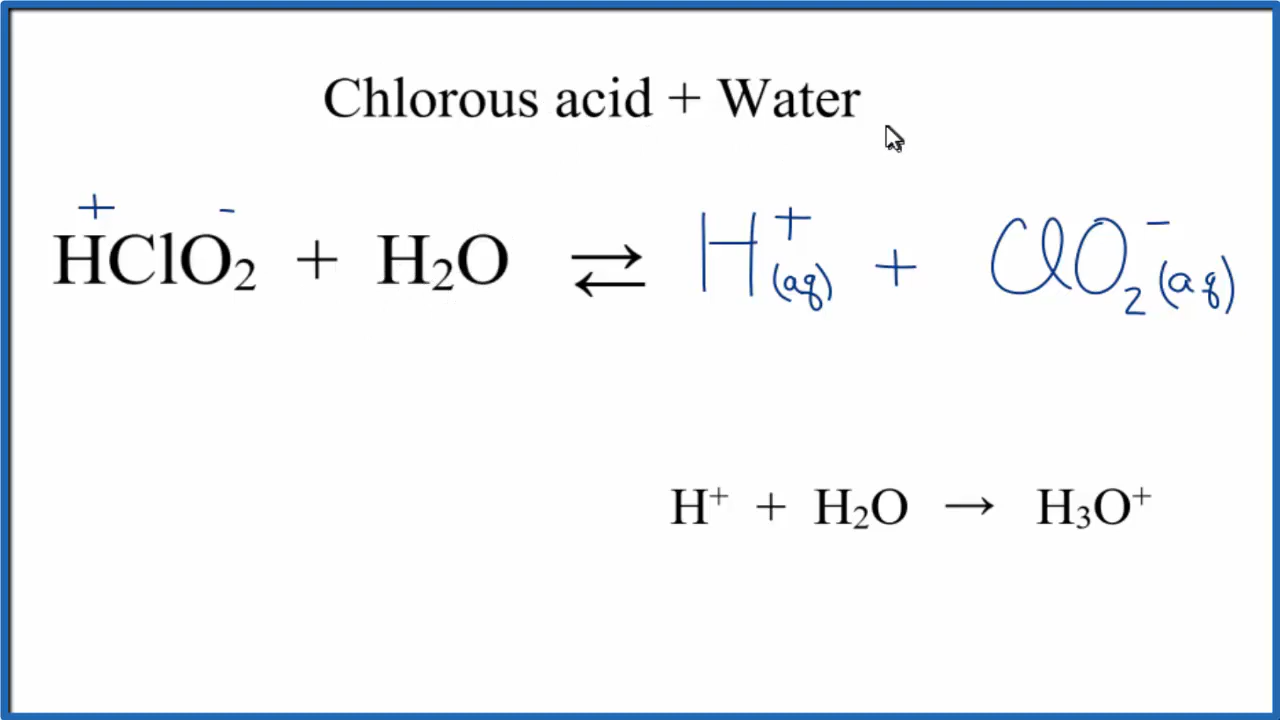 Chlorous acid + Water
+ -
HClO₂ + H₂O ⇌ H⁺(aq) + ClO₂⁻(aq)
H⁺ + H₂O → H₃O⁺